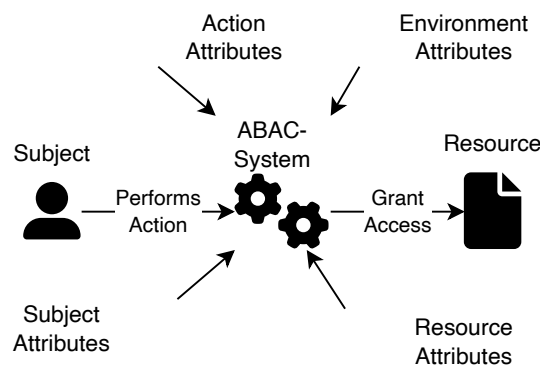 Action
Attributes
Environment
Attributes
ABAC-
System
Subject
Resource
Performs
Action
Grant
Access
Subject
Attributes
Resource
Attributes